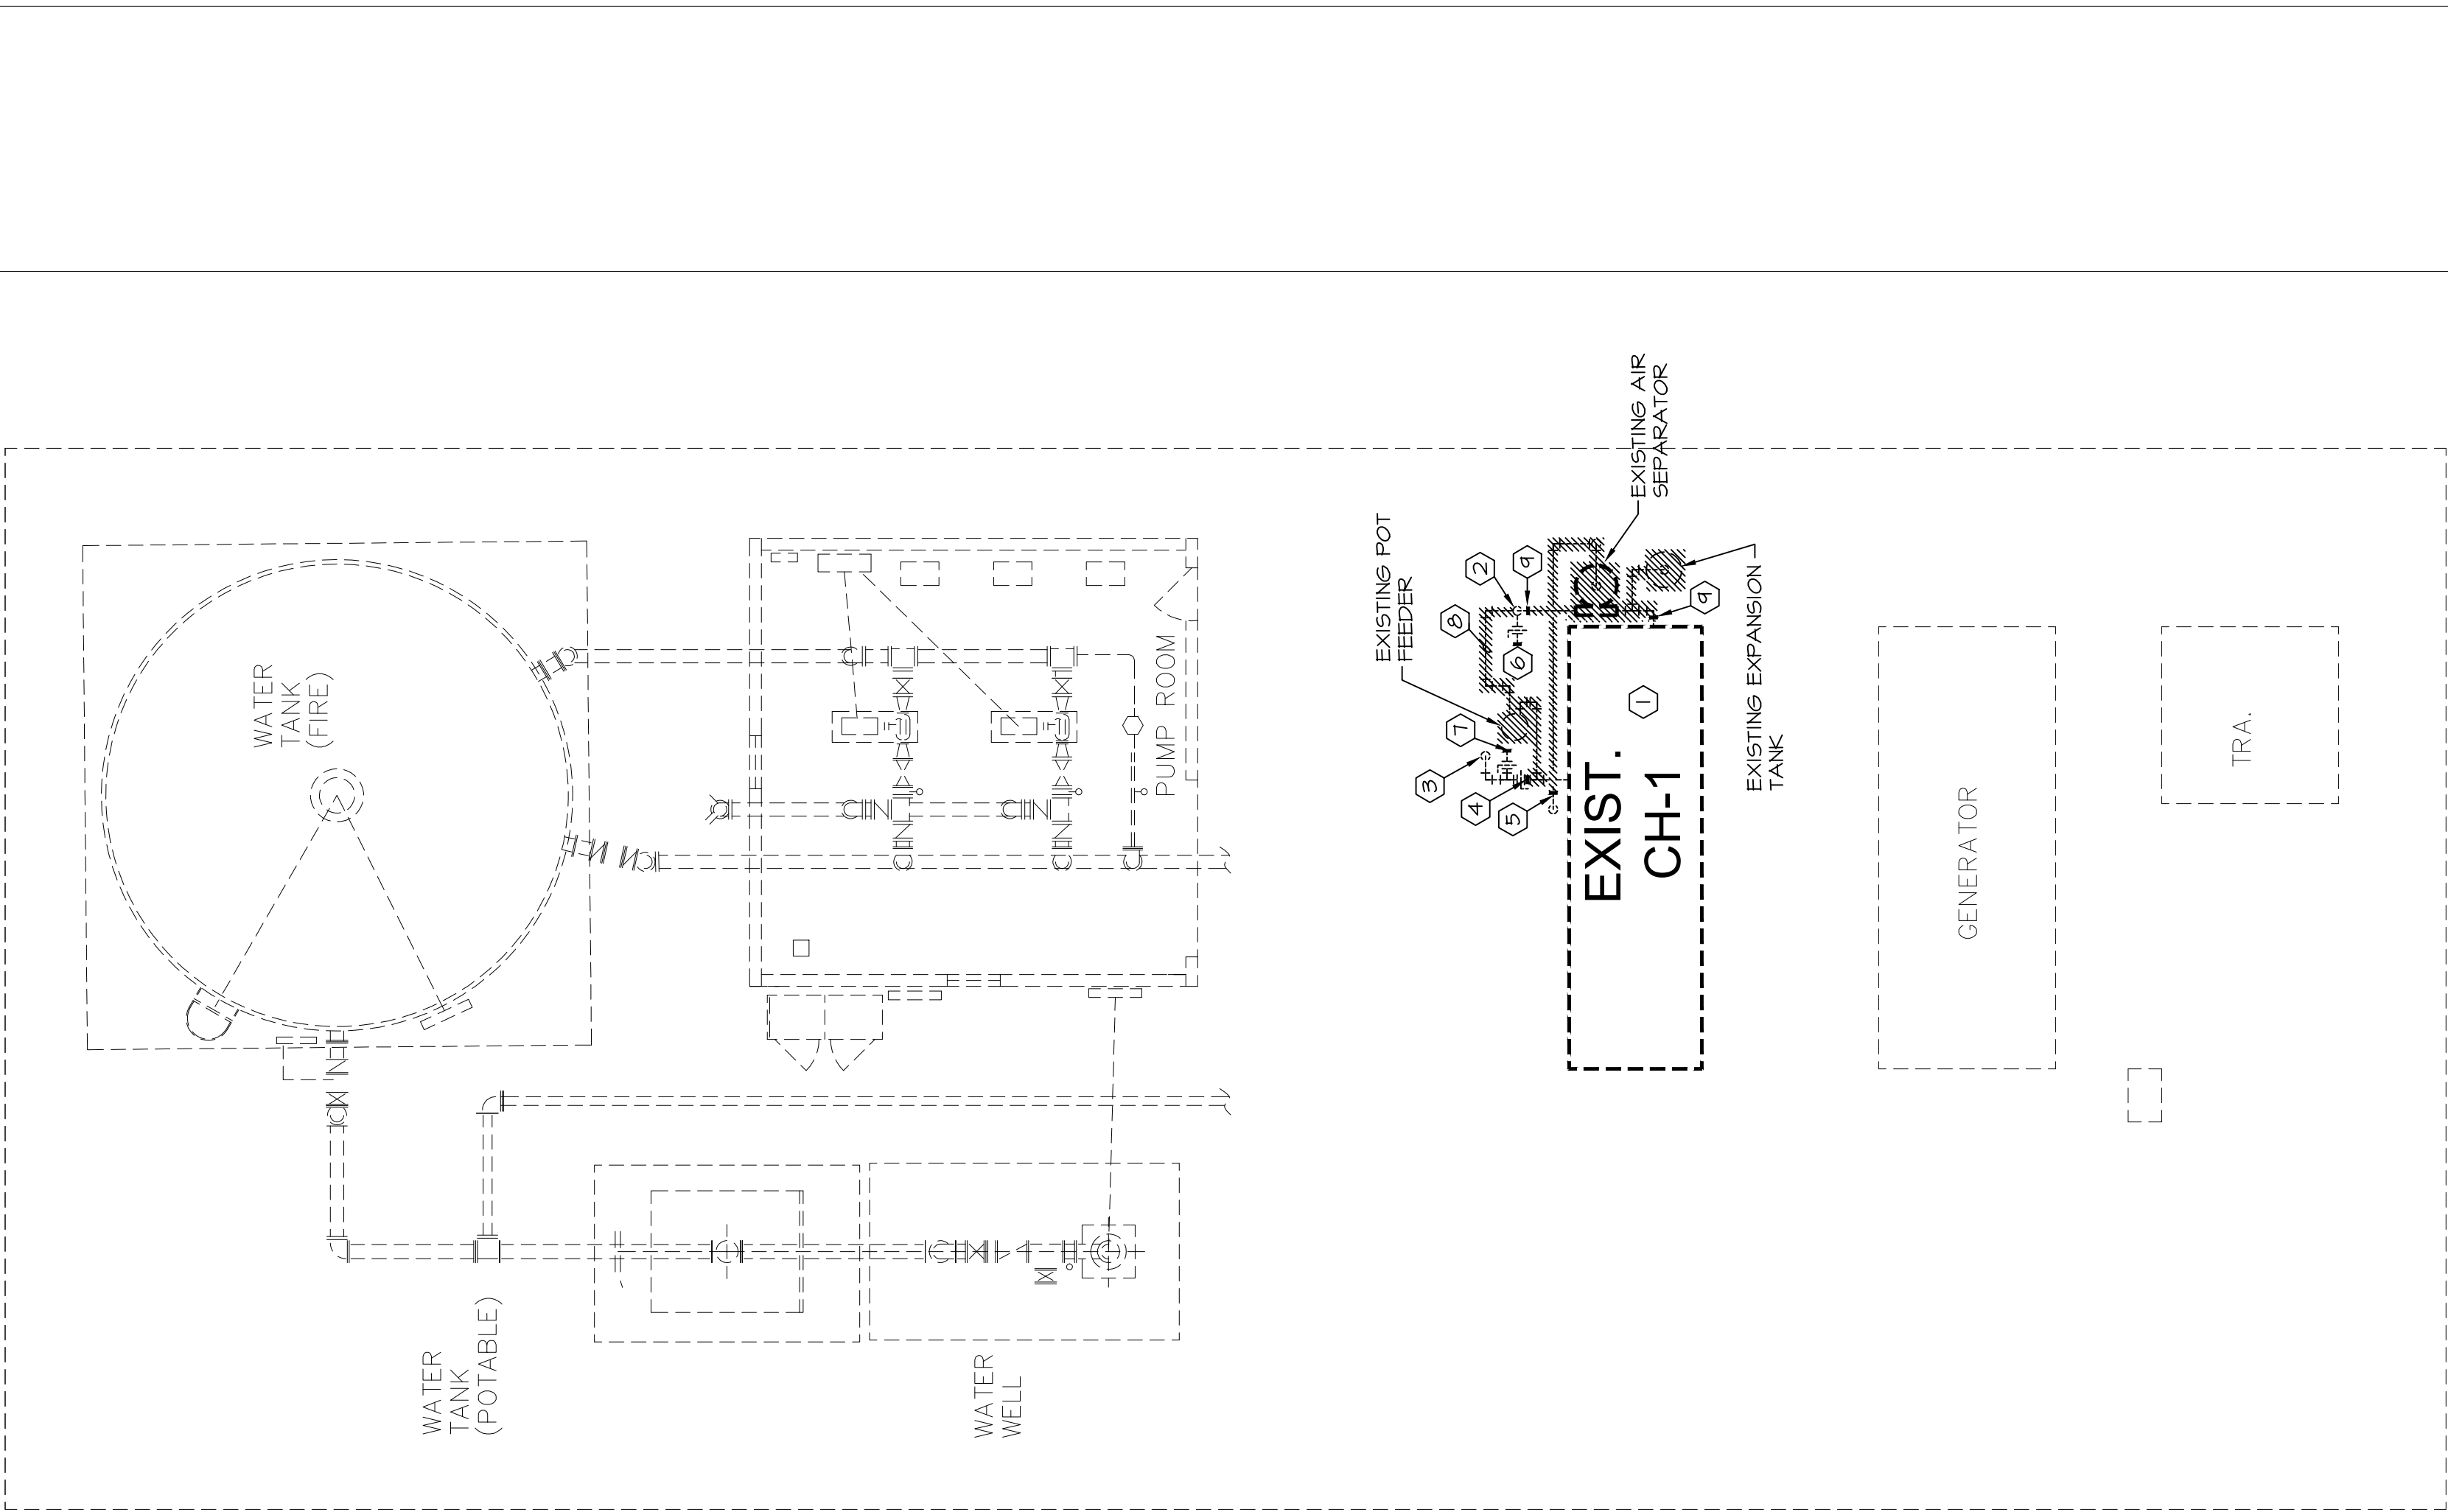 WATER
TANK
(FIRE)
WATER
TANK
(POTABLE)
WATER
WELL
PUMP ROOM
EXISTING POT
FEEDER
EXISTING AIR
SEPARATOR
EXISTING EXPANSION
TANK
EXIST.
CH-1
1
2
3
4
5
6
7
8
9
9
GENERATOR
TRA.